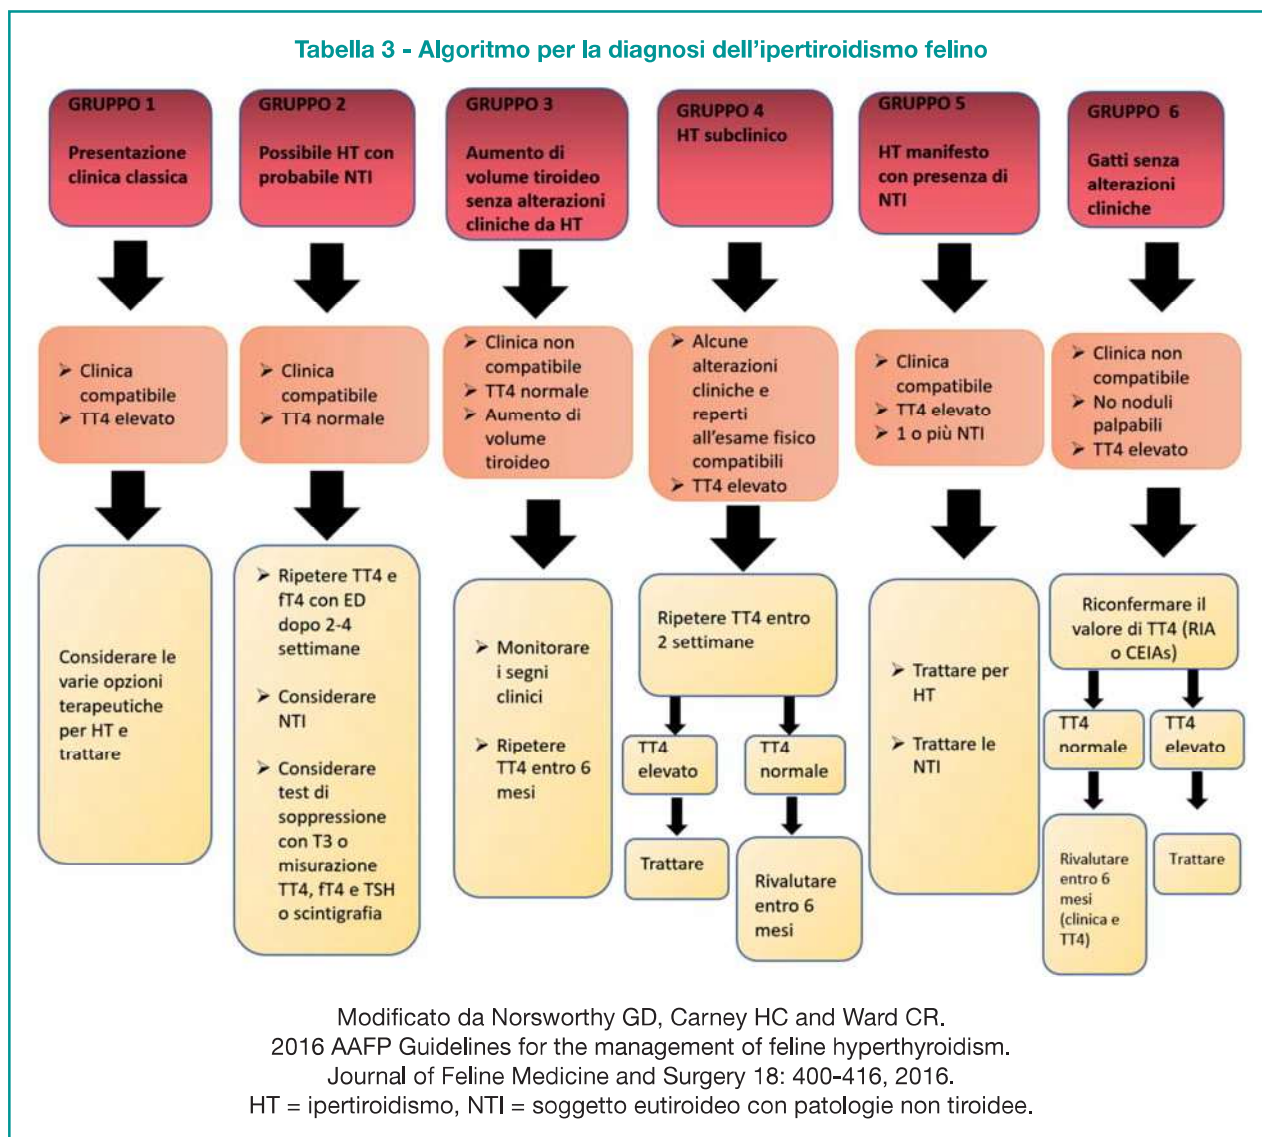 Tabella 3 - Algoritmo per la diagnosi dell'ipertiroidismo felino
GRUPPO 1
Presentazione
clinica classica
➤ Clinica
compatibile
➤ TT4 elevato
Considerare le
varie opzioni
terapeutiche
per HT e
trattare
GRUPPO 2
Possibile HT con
probabile NTI
➤ Clinica
compatibile
➤ TT4 normale
➤ Ripetere TT4 e
fT4 con ED
dopo 2-4
settimane
➤ Considerare
NTI
➤ Considerare
test di
soppressione
con T3 o
misurazione
TT4, fT4 e TSH
o scintigrafia
GRUPPO 3
Aumento di
volume tiroideo
senza alterazioni
cliniche da HT
➤ Clinica non
compatibile
➤ TT4 normale
➤ Aumento di
volume
tiroideo
➤ Monitorare
i segni
clinici
➤ Ripetere
TT4 entro 6
mesi
GRUPPO 4
HT subclinico
➤ Alcune
alterazioni
cliniche e
reperti
all'esame fisico
compatibili
➤ TT4 elevato
Ripetere TT4 entro
2 settimane
TT4
elevato
TT4
normale
Trattare
Rivalutare
entro 6
mesi
GRUPPO 5
HT manifesto
con presenza di
NTI
➤ Clinica
compatibile
➤ TT4 elevato
➤ 1 o più NTI
➤ Trattare per
HT
➤ Trattare le
NTI
GRUPPO 6
Gatti senza
alterazioni
cliniche
➤ Clinica non
compatibile
➤ No noduli
palpabili
➤ TT4 elevato
Riconfermare il
valore di TT4 (RIA
o CEIAs)
TT4
normale
TT4
elevato
Rivalutare
entro 6
mesi
(clinica e
TT4)
Trattare
Modificato da Norsworthy GD, Carney HC and Ward CR.
2016 AAFP Guidelines for the management of feline hyperthyroidism.
Journal of Feline Medicine and Surgery 18: 400-416, 2016.
HT = ipertiroidismo, NTI = soggetto eutiroideo con patologie non tiroidee.